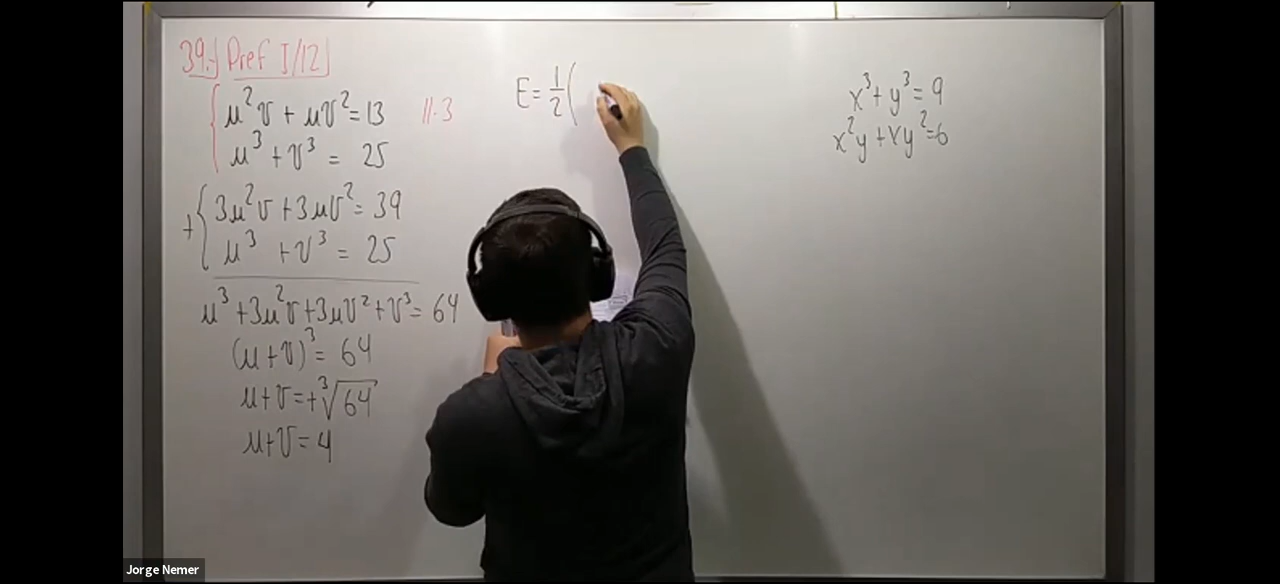 39.-) Pref I/12
u²v + uv² = 13 //·3
u³ + v³ = 25
+ { 3u²v + 3uv² = 39
u³ + v³ = 25
u³ + 3u²v + 3uv² + v³ = 64
(u + v)³ = 64
u + v = + ∛64
u + v = 4
E = 1/2 (
x³ + y³ = 9
x²y + xy² = 6
Jorge Nemer